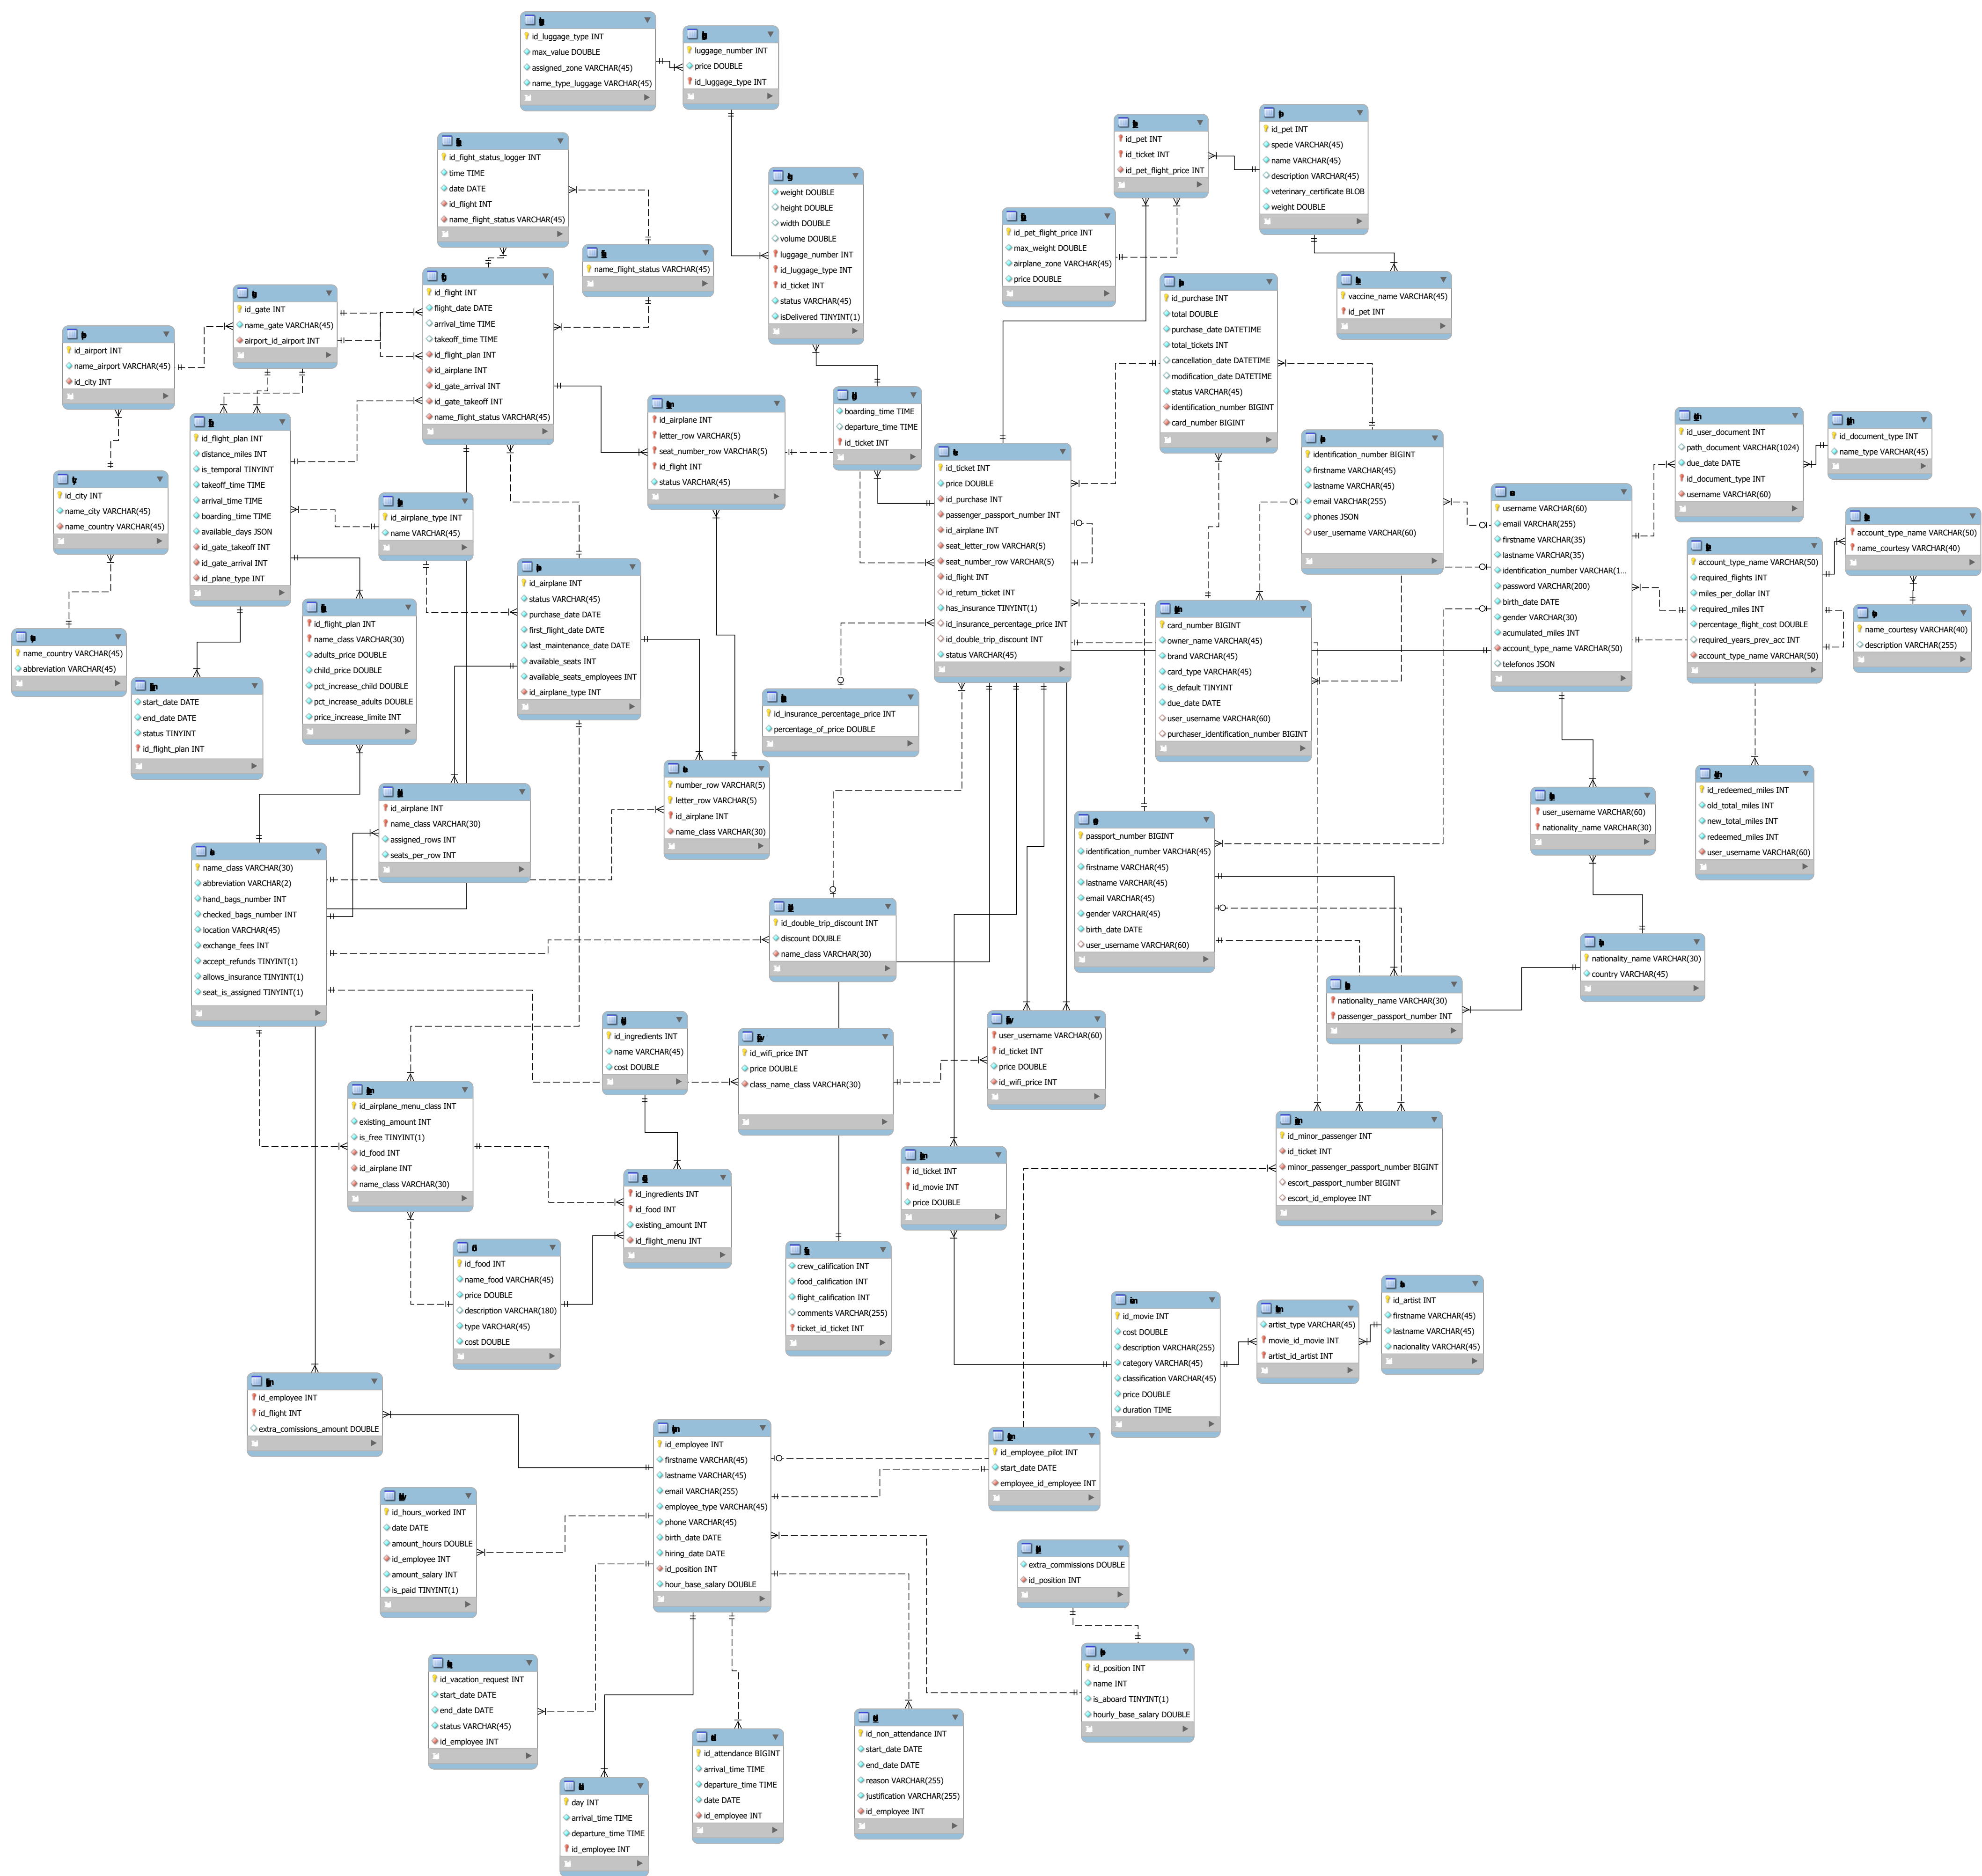 id_luggage_type INT
max_value DOUBLE
assigned_zone VARCHAR(45)
name_type_luggage VARCHAR(45)
luggage_number INT
price DOUBLE
id_luggage_type INT
id_fight_status_logger INT
time TIME
date DATE
id_flight INT
name_flight_status VARCHAR(45)
name_flight_status VARCHAR(45)
weight DOUBLE
height DOUBLE
width DOUBLE
volume DOUBLE
luggage_number INT
id_luggage_type INT
id_ticket INT
status VARCHAR(45)
isDelivered TINYINT(1)
id_pet INT
id_ticket INT
id_pet_flight_price INT
id_pet INT
specie VARCHAR(45)
name VARCHAR(45)
description VARCHAR(45)
veterinary_certificate BLOB
weight DOUBLE
id_pet_flight_price INT
max_weight DOUBLE
airplane_zone VARCHAR(45)
price DOUBLE
vaccine_name VARCHAR(45)
id_pet INT
id_gate INT
name_gate VARCHAR(45)
airport_id_airport INT
id_flight INT
flight_date DATE
arrival_time TIME
takeoff_time TIME
id_flight_plan INT
id_airplane INT
id_gate_arrival INT
id_gate_takeoff INT
name_flight_status VARCHAR(45)
id_purchase INT
total DOUBLE
purchase_date DATETIME
total_tickets INT
cancellation_date DATETIME
modification_date DATETIME
status VARCHAR(45)
identification_number BIGINT
card_number BIGINT
id_airport INT
name_airport VARCHAR(45)
id_city INT
id_flight_plan INT
distance_miles INT
is_temporal TINYINT
takeoff_time TIME
arrival_time TIME
boarding_time TIME
available_days JSON
id_gate_takeoff INT
id_gate_arrival INT
id_plane_type INT
id_airplane INT
letter_row VARCHAR(5)
seat_number_row VARCHAR(5)
id_flight INT
status VARCHAR(45)
boarding_time TIME
departure_time TIME
id_ticket INT
id_ticket INT
price DOUBLE
id_purchase INT
passenger_passport_number INT
id_airplane INT
seat_letter_row VARCHAR(5)
seat_number_row VARCHAR(5)
id_flight INT
id_return_ticket INT
has_insurance TINYINT(1)
id_insurance_percentage_price INT
id_double_trip_discount INT
status VARCHAR(45)
identification_number BIGINT
firstname VARCHAR(45)
lastname VARCHAR(45)
email VARCHAR(255)
phones JSON
user_username VARCHAR(60)
id_user_document INT
path_document VARCHAR(1024)
due_date DATE
id_document_type INT
username VARCHAR(60)
id_document_type INT
name_type VARCHAR(45)
username VARCHAR(60)
email VARCHAR(255)
firstname VARCHAR(35)
lastname VARCHAR(35)
identification_number VARCHAR(1...
password VARCHAR(200)
birth_date DATE
gender VARCHAR(30)
acumulated_miles INT
account_type_name VARCHAR(50)
telefonos JSON
account_type_name VARCHAR(50)
required_flights INT
miles_per_dollar INT
required_miles INT
percentage_flight_cost DOUBLE
required_years_prev_acc INT
account_type_name VARCHAR(50)
account_type_name VARCHAR(50)
name_courtesy VARCHAR(40)
name_courtesy VARCHAR(40)
description VARCHAR(255)
id_city INT
name_city VARCHAR(45)
name_country VARCHAR(45)
id_airplane_type INT
name VARCHAR(45)
id_airplane INT
status VARCHAR(45)
purchase_date DATE
first_flight_date DATE
last_maintenance_date DATE
available_seats INT
available_seats_employees INT
id_airplane_type INT
name_country VARCHAR(45)
abbreviation VARCHAR(45)
id_flight_plan INT
name_class VARCHAR(30)
adults_price DOUBLE
child_price DOUBLE
pct_increase_child DOUBLE
pct_increase_adults DOUBLE
price_increase_limite INT
start_date DATE
end_date DATE
status TINYINT
id_flight_plan INT
card_number BIGINT
owner_name VARCHAR(45)
brand VARCHAR(45)
card_type VARCHAR(45)
is_default TINYINT
due_date DATE
user_username VARCHAR(60)
purchaser_identification_number BIGINT
id_insurance_percentage_price INT
percentage_of_price DOUBLE
number_row VARCHAR(5)
letter_row VARCHAR(5)
id_airplane INT
name_class VARCHAR(30)
id_airplane INT
name_class VARCHAR(30)
assigned_rows INT
seats_per_row INT
id_redeemed_miles INT
old_total_miles INT
new_total_miles INT
redeemed_miles INT
user_username VARCHAR(60)
user_username VARCHAR(60)
nationality_name VARCHAR(30)
passport_number BIGINT
identification_number VARCHAR(45)
firstname VARCHAR(45)
lastname VARCHAR(45)
email VARCHAR(45)
gender VARCHAR(45)
birth_date DATE
user_username VARCHAR(60)
name_class VARCHAR(30)
abbreviation VARCHAR(2)
hand_bags_number INT
checked_bags_number INT
location VARCHAR(45)
exchange_fees INT
accept_refunds TINYINT(1)
allows_insurance TINYINT(1)
seat_is_assigned TINYINT(1)
id_double_trip_discount INT
discount DOUBLE
name_class VARCHAR(30)
nationality_name VARCHAR(30)
country VARCHAR(45)
nationality_name VARCHAR(30)
passenger_passport_number INT
id_ingredients INT
name VARCHAR(45)
cost DOUBLE
id_wifi_price INT
price DOUBLE
class_name_class VARCHAR(30)
user_username VARCHAR(60)
id_ticket INT
price DOUBLE
id_wifi_price INT
id_airplane_menu_class INT
existing_amount INT
is_free TINYINT(1)
id_food INT
id_airplane INT
name_class VARCHAR(30)
id_minor_passenger INT
id_ticket INT
minor_passenger_passport_number BIGINT
escort_passport_number BIGINT
escort_id_employee INT
id_ticket INT
id_movie INT
price DOUBLE
id_ingredients INT
id_food INT
existing_amount INT
id_flight_menu INT
id_food INT
name_food VARCHAR(45)
price DOUBLE
description VARCHAR(180)
type VARCHAR(45)
cost DOUBLE
crew_calification INT
food_calification INT
flight_calification INT
comments VARCHAR(255)
ticket_id_ticket INT
id_movie INT
cost DOUBLE
description VARCHAR(255)
category VARCHAR(45)
classification VARCHAR(45)
price DOUBLE
duration TIME
artist_type VARCHAR(45)
movie_id_movie INT
artist_id_artist INT
id_artist INT
firstname VARCHAR(45)
lastname VARCHAR(45)
nacionality VARCHAR(45)
id_employee INT
id_flight INT
extra_comissions_amount DOUBLE
id_employee INT
firstname VARCHAR(45)
lastname VARCHAR(45)
email VARCHAR(255)
employee_type VARCHAR(45)
phone VARCHAR(45)
birth_date DATE
hiring_date DATE
id_position INT
hour_base_salary DOUBLE
id_employee_pilot INT
start_date DATE
employee_id_employee INT
id_hours_worked INT
date DATE
amount_hours DOUBLE
id_employee INT
amount_salary INT
is_paid TINYINT(1)
extra_commissions DOUBLE
id_position INT
id_position INT
name INT
is_aboard TINYINT(1)
hourly_base_salary DOUBLE
id_vacation_request INT
start_date DATE
end_date DATE
status VARCHAR(45)
id_employee INT
id_non_attendance INT
start_date DATE
end_date DATE
reason VARCHAR(255)
justification VARCHAR(255)
id_employee INT
id_attendance BIGINT
arrival_time TIME
departure_time TIME
date DATE
id_employee INT
day INT
arrival_time TIME
departure_time TIME
id_employee INT